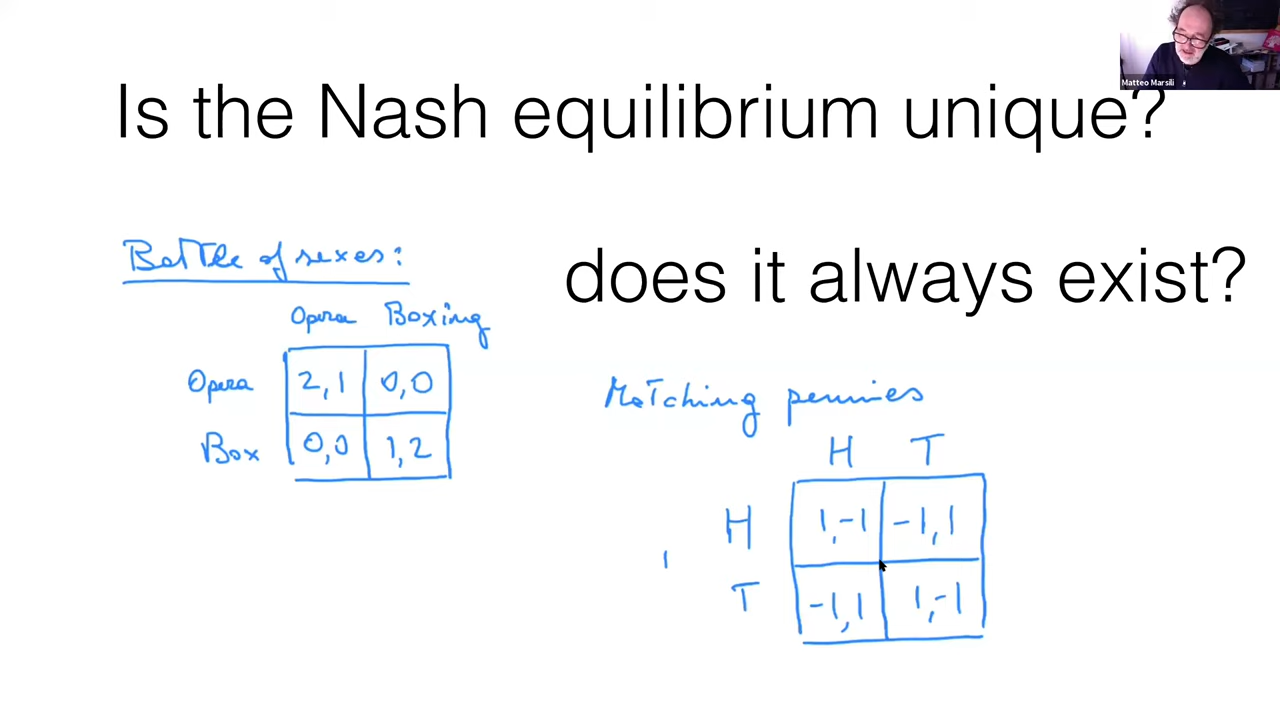 Matteo Marsili
Is the Nash equilibrium unique?
does it always exist?
Battle of sexes:
Opera Boxing
Opera 2,1 0,0
Box 0,0 1,2
Matching pennies
H T
H 1,-1 -1,1
T -1,1 1,-1